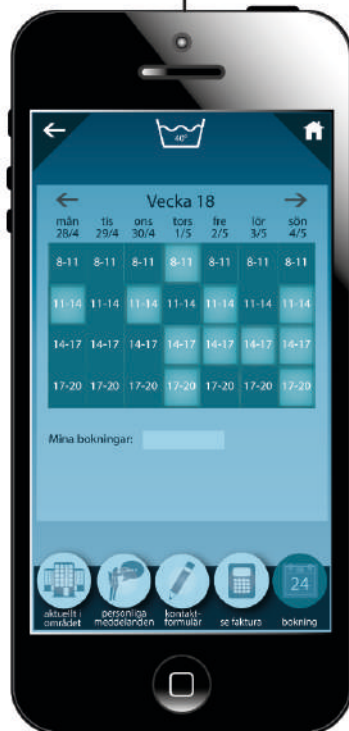 40°
Vecka 18
mån tis ons tors fre lör sön
28/4 29/4 30/4 1/5 2/5 3/5 4/5
8-11 8-11 8-11 8-11 8-11 8-11 8-11
11-14 11-14 11-14 11-14 11-14 11-14 11-14
14-17 14-17 14-17 14-17 14-17 14-17 14-17
17-20 17-20 17-20 17-20 17-20 17-20 17-20
Mina bokningar:
24
aktuellt i personliga kontakt- se faktura bokning
området meddelanden formulär